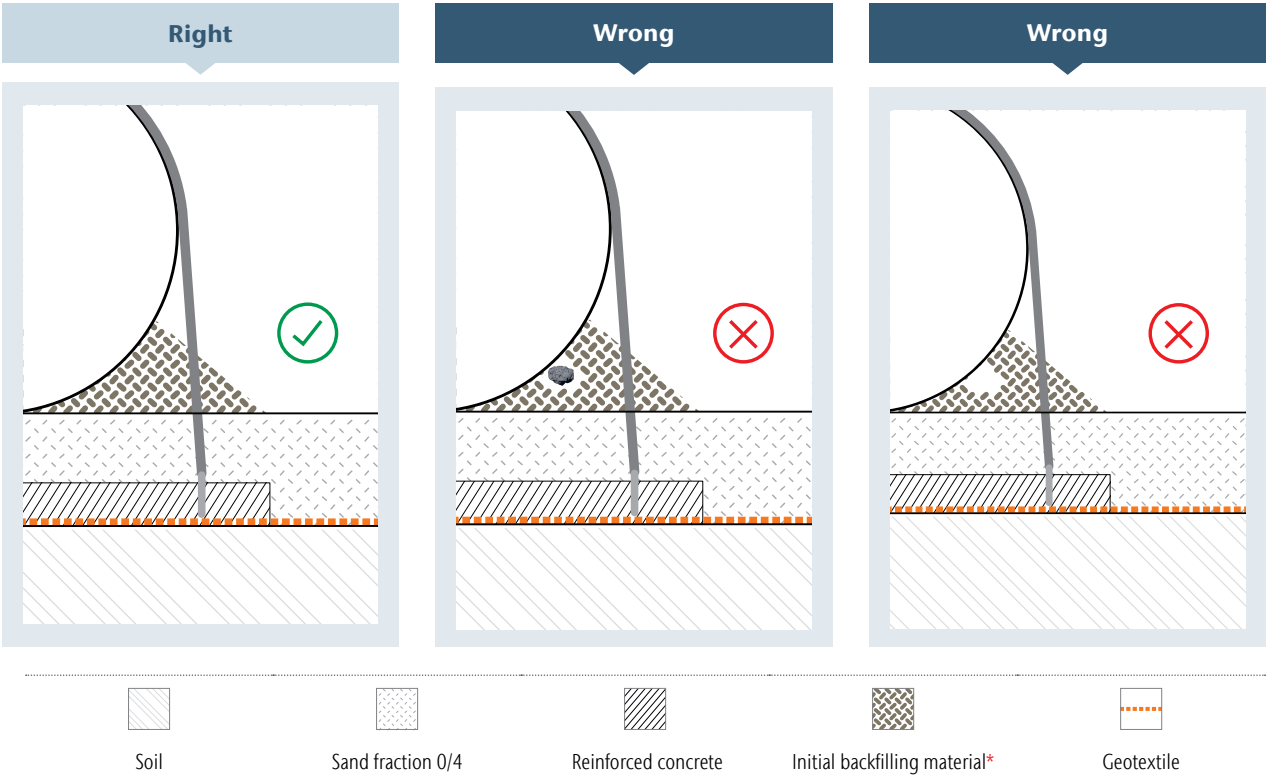 Right
Wrong
Wrong
Soil
Sand fraction 0/4
Reinforced concrete
Initial backfilling material*
Geotextile